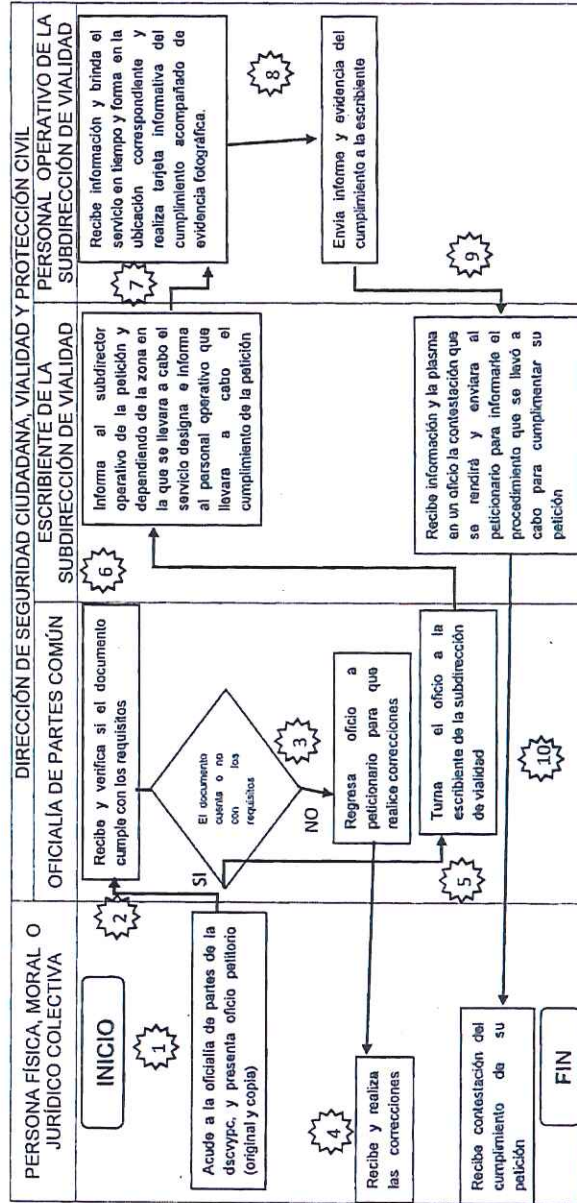 DIRECCIÓN DE SEGURIDAD CIUDADANA, VIALIDAD Y PROTECCIÓN CIVIL
PERSONA FÍSICA, MORAL O
JURÍDICO COLECTIVA
OFICIALÍA DE PARTES COMÚN
ESCRIBIENTE DE LA
SUBDIRECCIÓN DE VIALIDAD
PERSONAL OPERATIVO DE LA
SUBDIRECCIÓN DE VIALIDAD
INICIO
1
Acude a la oficialía de partes de la
dscvypc, y presenta oficio petitorio
(original y copia)
2
Recibe y verifica si el documento
cumple con los requisitos
El documento
cuenta o no
con los
requisitos
SI
NO
3
Regresa oficio a
peticionario para que
realice correcciones
4
Recibe y realiza
las correcciones
5
Turna el oficio a la
escribiente de la subdirección
de vialidad
6
Informa al subdirector
operativo de la petición y
dependiendo de la zona en
la que se llevara a cabo el
servicio designa e informa
al personal operativo que
llevara a cabo el
cumplimiento de la petición
7
Recibe información y brinda el
servicio en tiempo y forma en la
ubicación correspondiente y
realiza tarjeta informativa del
cumplimiento acompañado de
evidencia fotográfica.
8
Envía informe y evidencia del
cumplimiento a la escribiente
9
Recibe información y la plasma
en un oficio la contestación que
se rendirá y enviara al
peticionario para informarle el
procedimiento que se llevó a
cabo para cumplimentar su
petición
10
Recibe contestación del
cumplimiento de su
petición
FIN